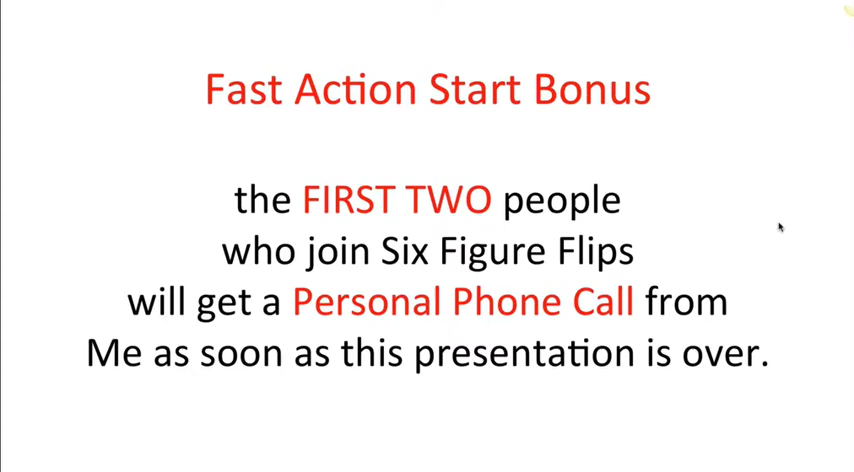 Fast Action Start Bonus
the FIRST TWO people
who join Six Figure Flips
will get a Personal Phone Call from
Me as soon as this presentation is over.